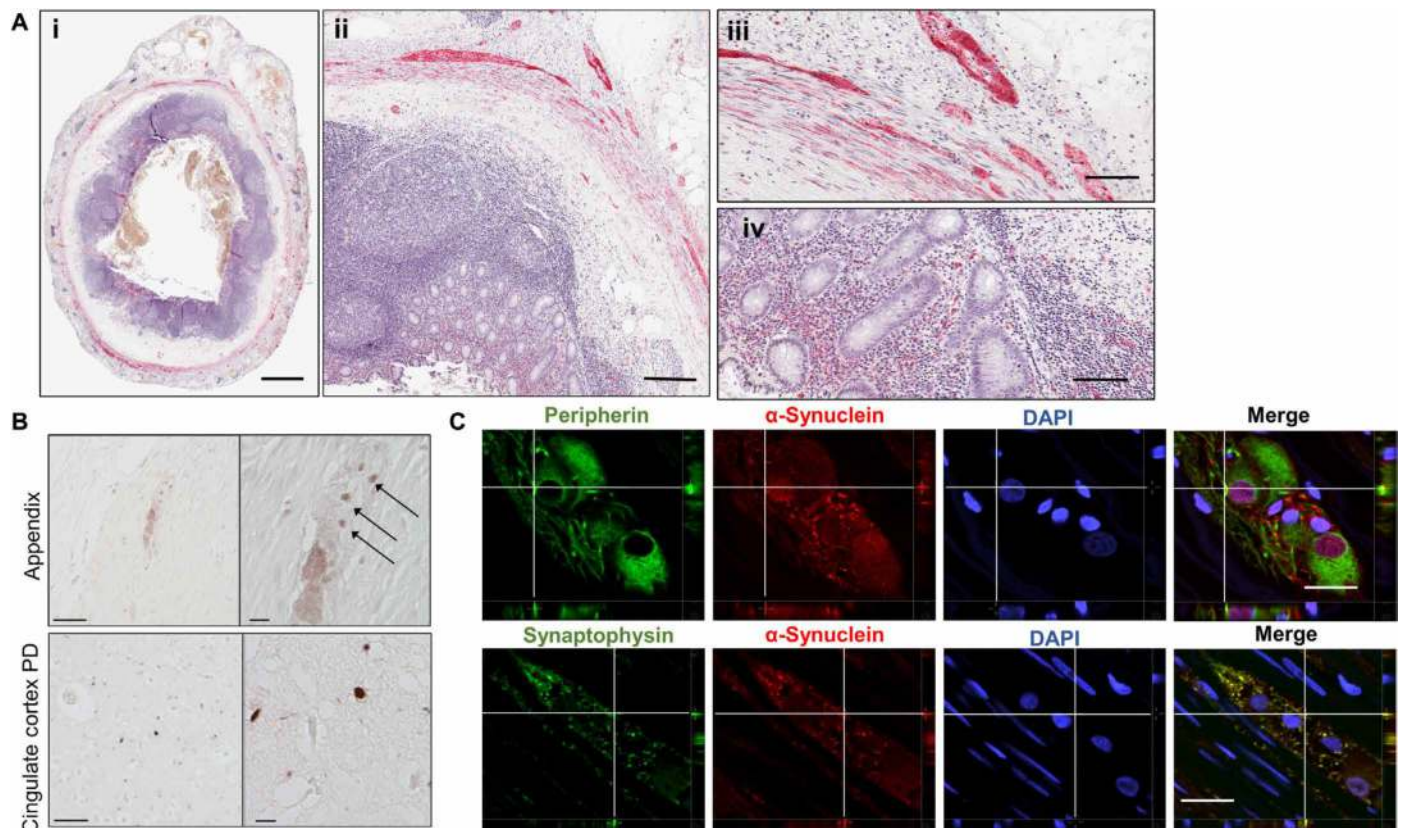 A
i
ii
iii
iv
B
Appendix
Cingulate cortex PD
C
Peripherin α-Synuclein DAPI Merge
Synaptophysin α-Synuclein DAPI Merge